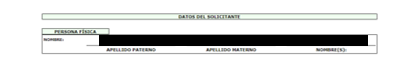 DATOS DEL SOLICITANTE
PERSONA FÍSICA
NOMBRE:
APELLIDO PATERNO APELLIDO MATERNO NOMBRE(S):